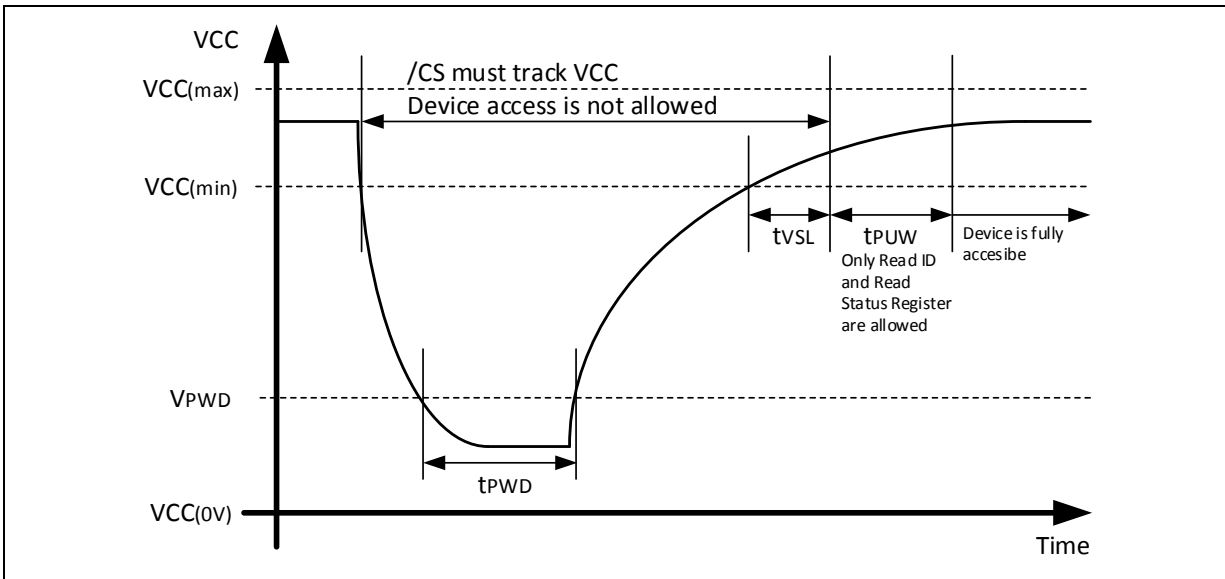 VCC
/CS must track VCC
VCC(max)
Device access is not allowed
VCC(min)
tVSL
tPUW
Device is fully
accesibe
Only Read ID
and Read
Status Register
are allowed
VPWD
tPWD
VCC(0V)
Time